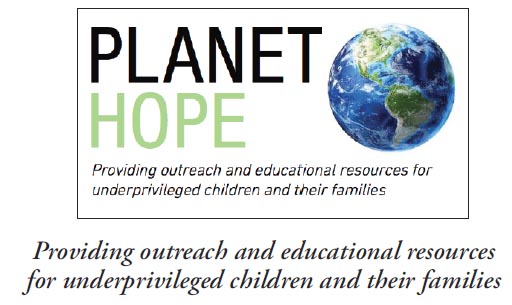 PLANET
HOPE
Providing outreach and educational resources for
underprivileged children and their families
Providing outreach and educational resources
for underprivileged children and their families